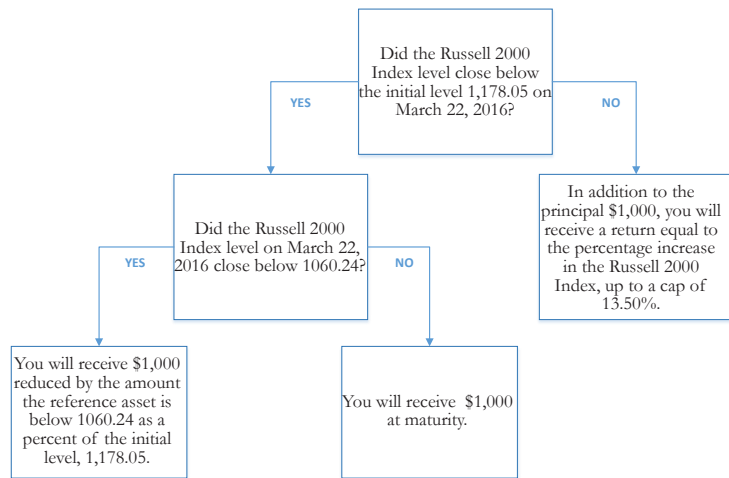 Did the Russell 2000
Index level close below
the initial level 1,178.05 on
March 22, 2016?
YES
NO
Did the Russell 2000
Index level on March 22,
2016 close below 1060.24?
In addition to the
principal $1,000, you will
receive a return equal to
the percentage increase
in the Russell 2000
Index, up to a cap of
13.50%.
YES
NO
You will receive $1,000
reduced by the amount
the reference asset is
below 1060.24 as a
percent of the initial
level, 1,178.05.
You will receive $1,000
at maturity.